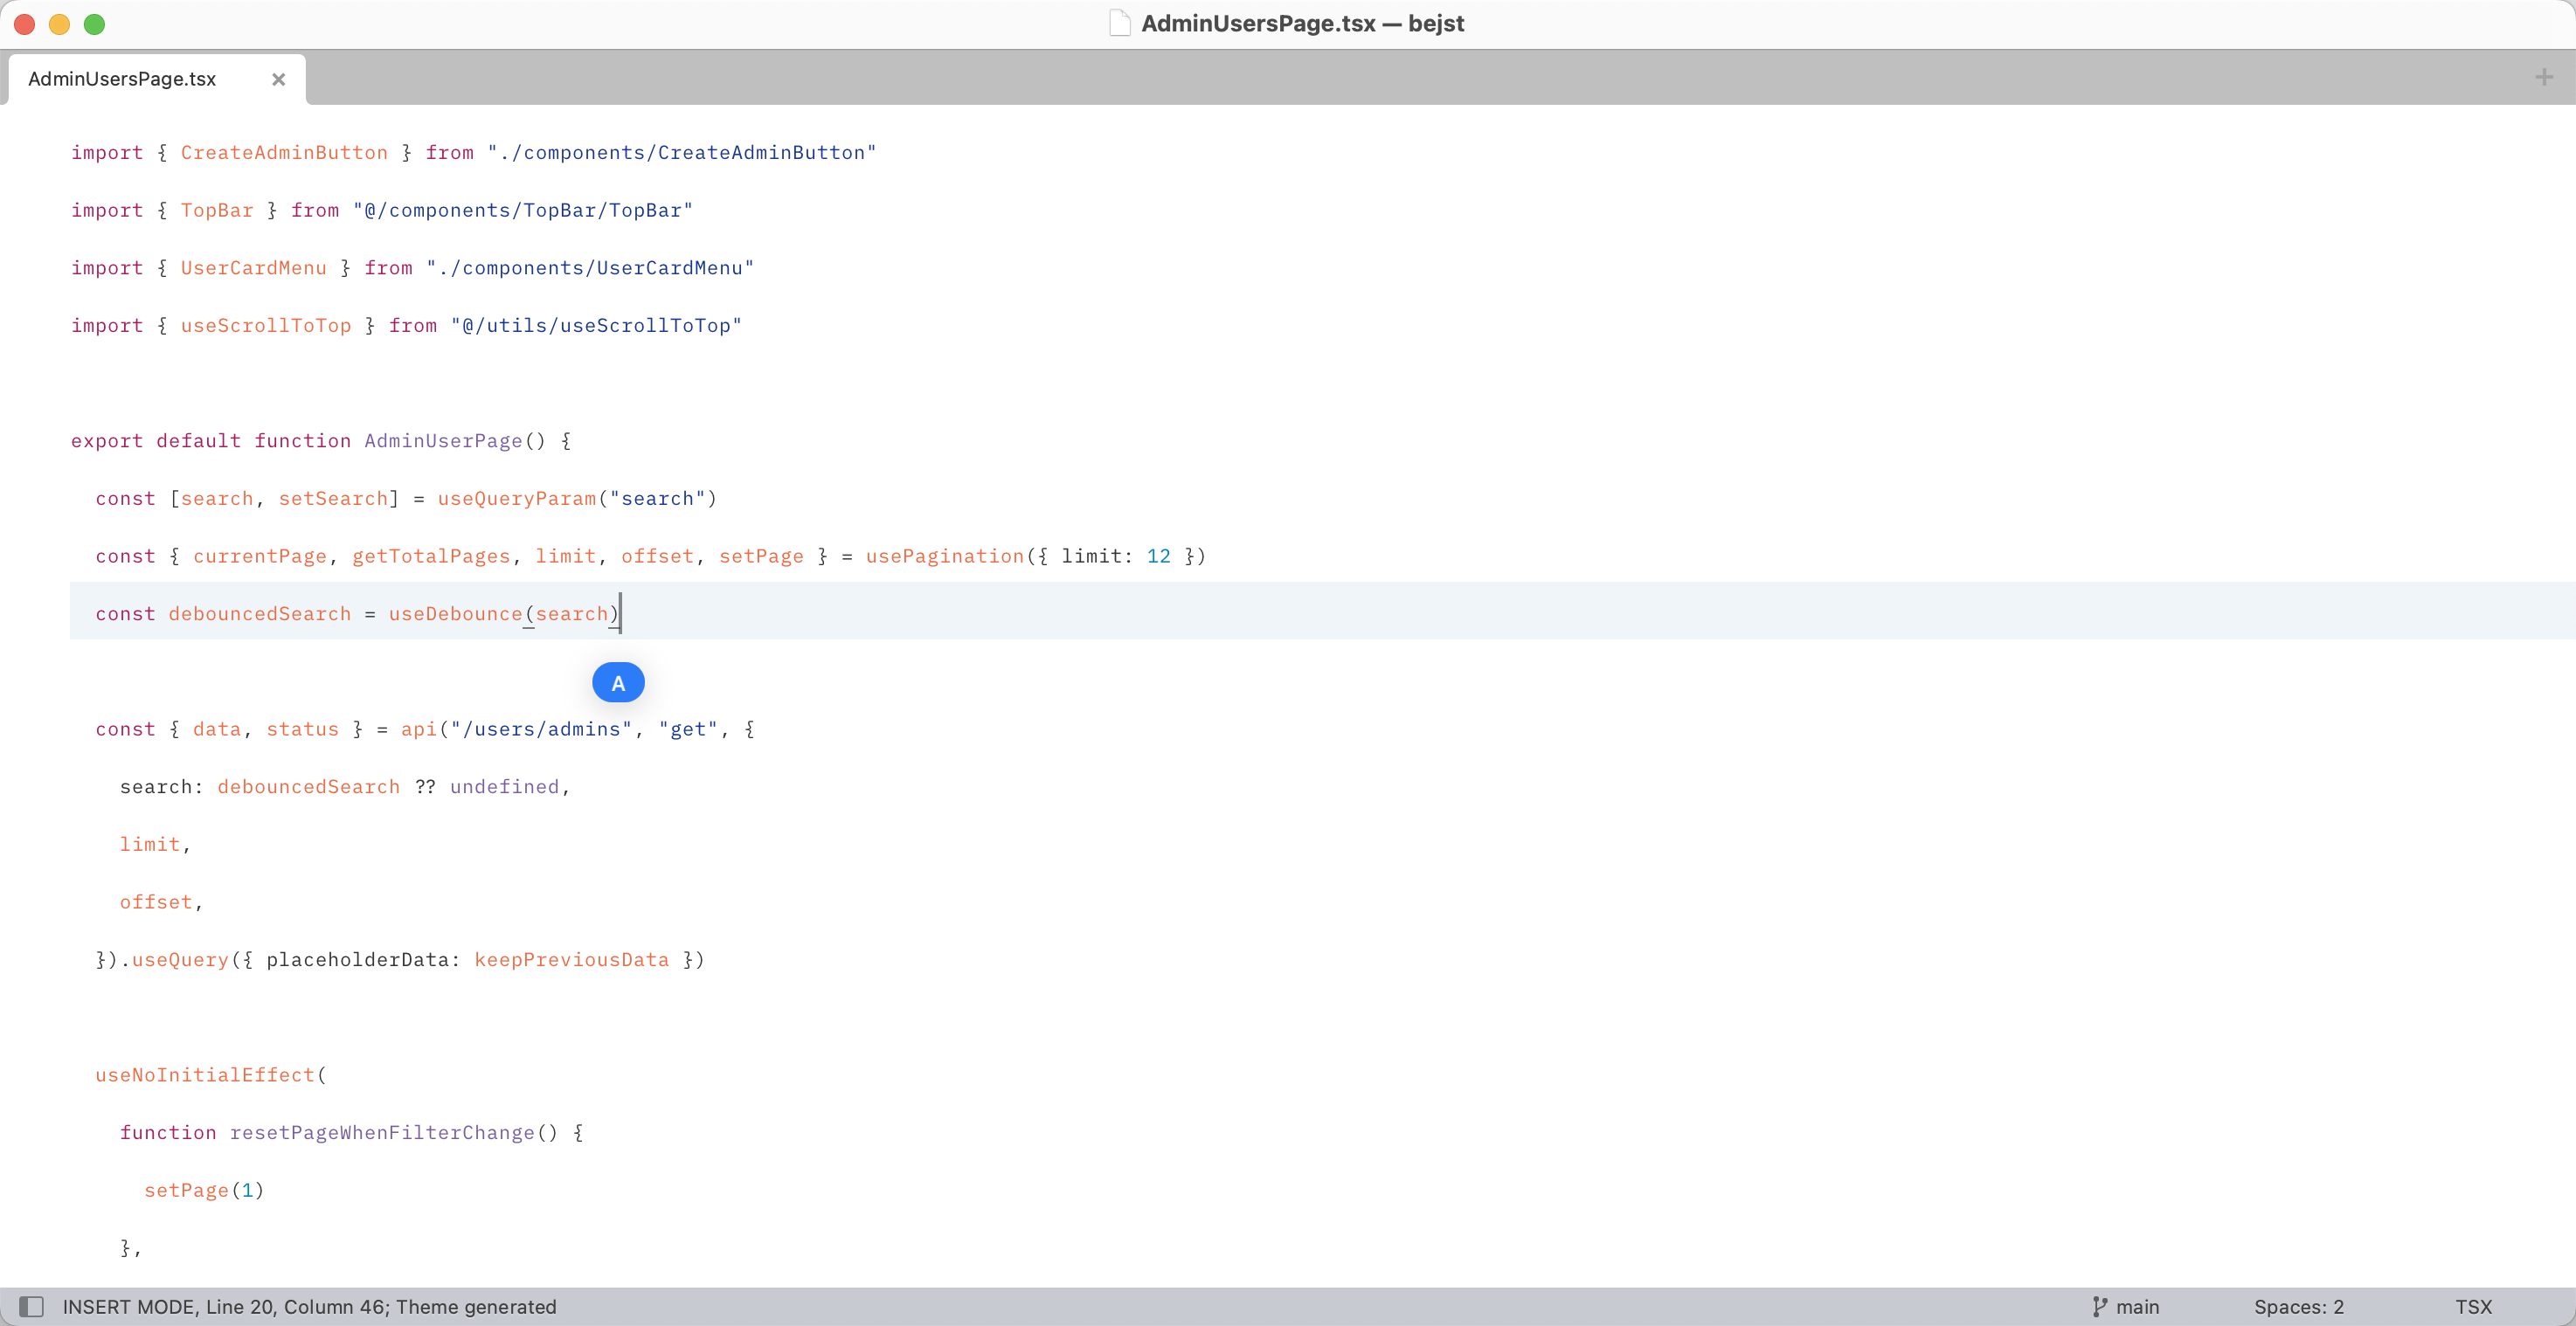 AdminUsersPage.tsx — bejst
AdminUsersPage.tsx
import { CreateAdminButton } from "./components/CreateAdminButton"
import { TopBar } from "@/components/TopBar/TopBar"
import { UserCardMenu } from "./components/UserCardMenu"
import { useScrollToTop } from "@/utils/useScrollToTop"
export default function AdminUserPage() {
const [search, setSearch] = useQueryParam("search")
const { currentPage, getTotalPages, limit, offset, setPage } = usePagination({ limit: 12 })
const debouncedSearch = useDebounce(search)
A
const { data, status } = api("/users/admins", "get", {
search: debouncedSearch ?? undefined,
limit,
offset,
}).useQuery({ placeholderData: keepPreviousData })
useNoInitialEffect(
function resetPageWhenFilterChange() {
setPage(1)
},
INSERT MODE, Line 20, Column 46; Theme generated
main
Spaces: 2
TSX